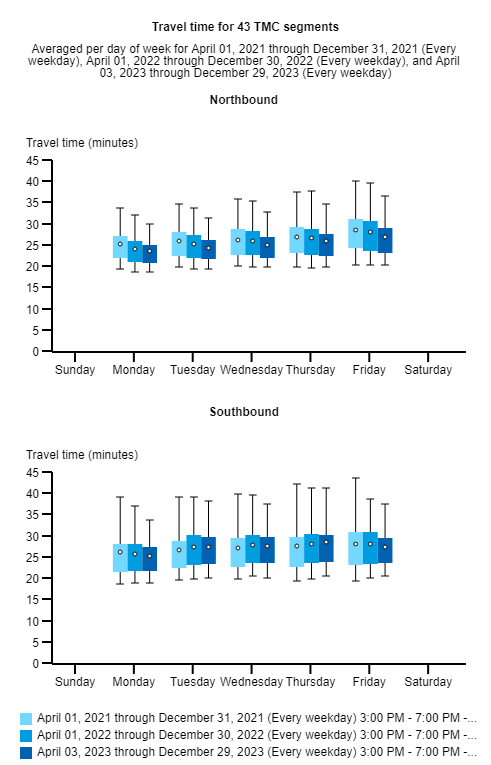 Travel time for 43 TMC segments
Averaged per day of week for April 01, 2021 through December 31, 2021 (Every
weekday), April 01, 2022 through December 30, 2022 (Every weekday), and April
03, 2023 through December 29, 2023 (Every weekday)
Northbound
Travel time (minutes)
45
40
35
30
25
20
15
10
5
0
Sunday Monday Tuesday Wednesday Thursday Friday Saturday
Southbound
Travel time (minutes)
45
40
35
30
25
20
15
10
5
0
Sunday Monday Tuesday Wednesday Thursday Friday Saturday
April 01, 2021 through December 31, 2021 (Every weekday) 3:00 PM - 7:00 PM -...
April 01, 2022 through December 30, 2022 (Every weekday) 3:00 PM - 7:00 PM -...
April 03, 2023 through December 29, 2023 (Every weekday) 3:00 PM - 7:00 PM -...